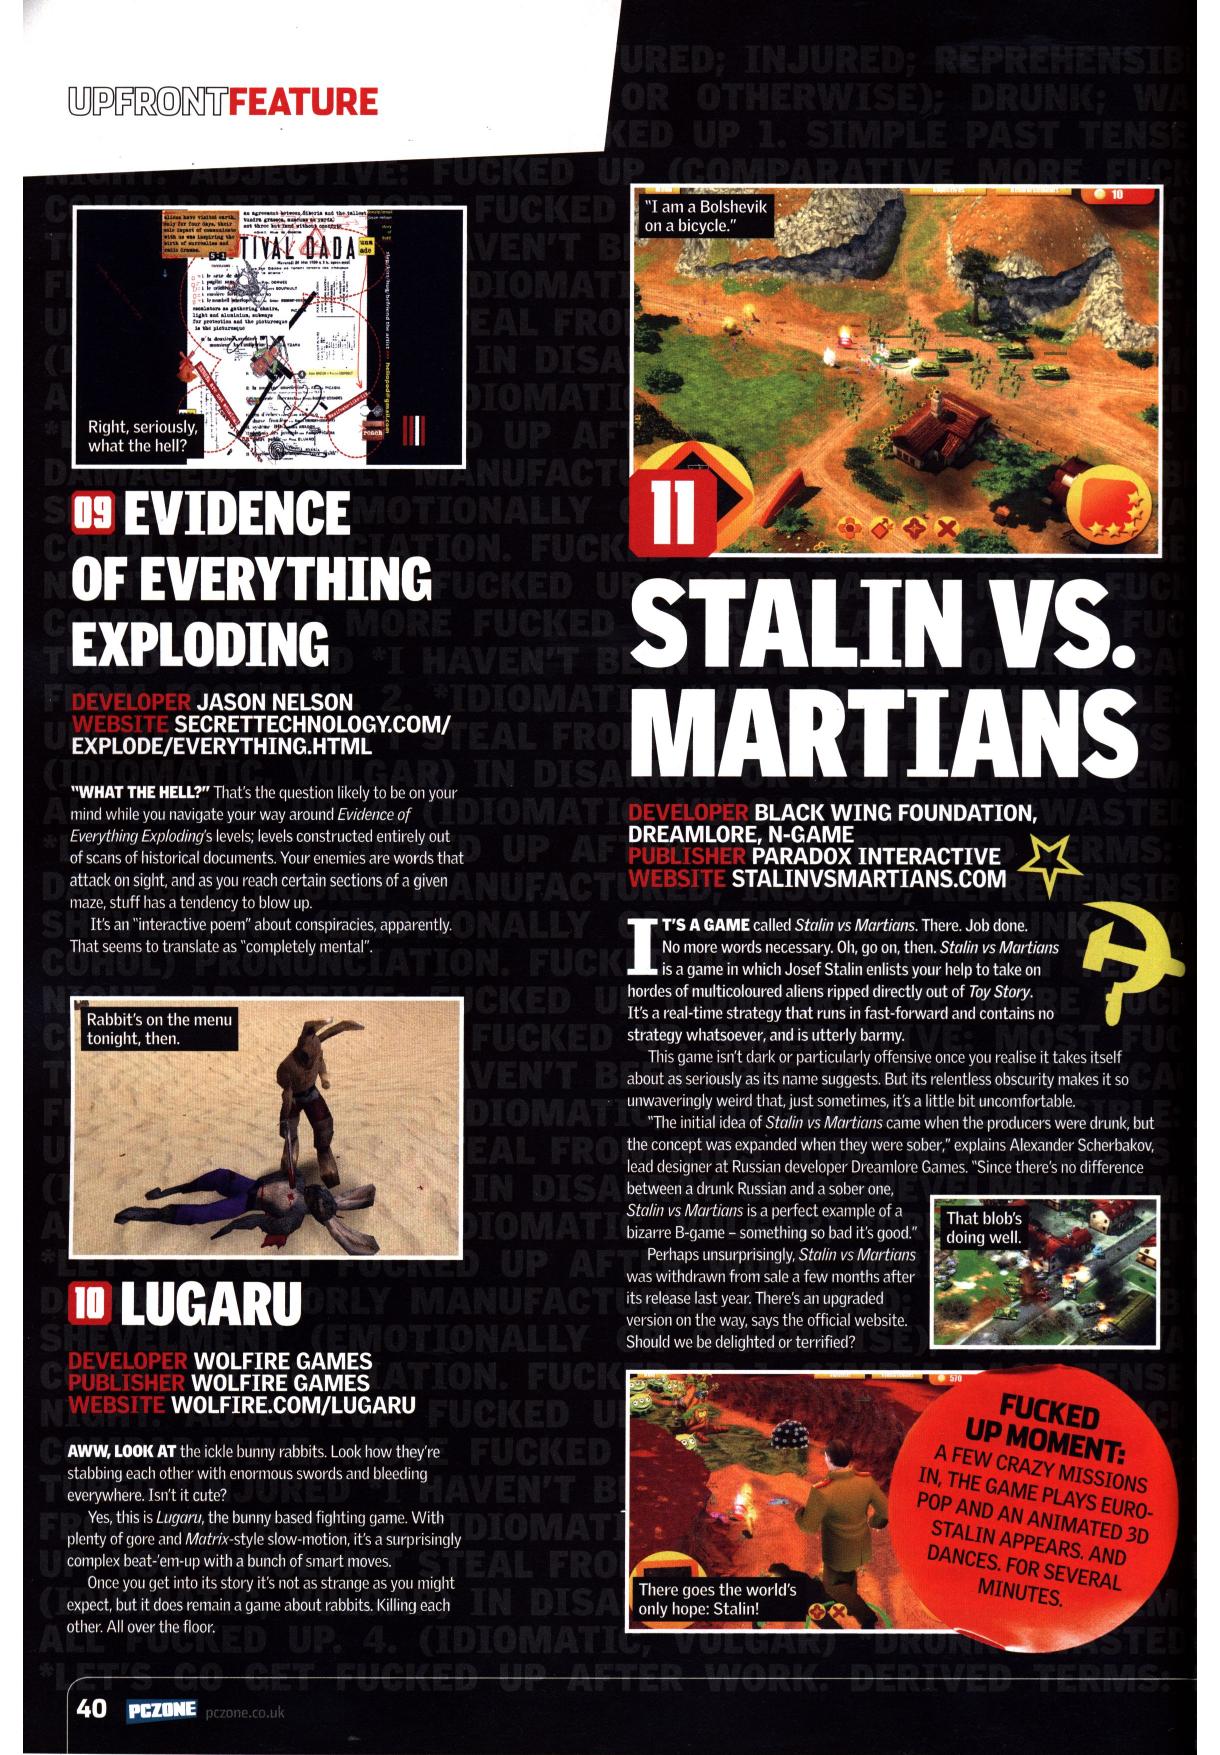 UPFRONTFEATURE
TIVAL DADA
Right, seriously,
what the hell?
09 EVIDENCE
OF EVERYTHING
EXPLODING
DEVELOPER JASON NELSON
WEBSITE SECRETTECHNOLOGY.COM/
EXPLODE/EVERYTHING.HTML
"WHAT THE HELL?" That's the question likely to be on your
mind while you navigate your way around Evidence of
Everything Exploding's levels; levels constructed entirely out
of scans of historical documents. Your enemies are words that
attack on sight, and as you reach certain sections of a given
maze, stuff has a tendency to blow up.
It's an "interactive poem" about conspiracies, apparently.
That seems to translate as "completely mental".
Rabbit's on the menu
tonight, then.
10 LUGARU
DEVELOPER WOLFIRE GAMES
PUBLISHER WOLFIRE GAMES
WEBSITE WOLFIRE.COM/LUGARU
AWW, LOOK AT the ickle bunny rabbits. Look how they're
stabbing each other with enormous swords and bleeding
everywhere. Isn't it cute?
Yes, this is Lugaru, the bunny based fighting game. With
plenty of gore and Matrix-style slow-motion, it's a surprisingly
complex beat-'em-up with a bunch of smart moves.
Once you get into its story it's not as strange as you might
expect, but it does remain a game about rabbits. Killing each
other. All over the floor.
"I am a Bolshevik
on a bicycle."
10
11
STALIN VS.
MARTIANS
DEVELOPER BLACK WING FOUNDATION,
DREAMLORE, N-GAME
PUBLISHER PARADOX INTERACTIVE
WEBSITE STALINVSMARTIANS.COM
IT'S A GAME called Stalin vs Martians. There. Job done.
No more words necessary. Oh, go on, then. Stalin vs Martians
is a game in which Josef Stalin enlists your help to take on
hordes of multicoloured aliens ripped directly out of Toy Story.
It's a real-time strategy that runs in fast-forward and contains no
strategy whatsoever, and is utterly barmy.
This game isn't dark or particularly offensive once you realise it takes itself
about as seriously as its name suggests. But its relentless obscurity makes it so
unwaveringly weird that, just sometimes, it's a little bit uncomfortable.
"The initial idea of Stalin vs Martians came when the producers were drunk, but
the concept was expanded when they were sober," explains Alexander Scherbakov,
lead designer at Russian developer Dreamlore Games. "Since there's no difference
between a drunk Russian and a sober one,
Stalin vs Martians is a perfect example of a
bizarre B-game – something so bad it's good."
Perhaps unsurprisingly, Stalin vs Martians
was withdrawn from sale a few months after
its release last year. There's an upgraded
version on the way, says the official website.
Should we be delighted or terrified?
That blob's
doing well.
570
There goes the world's
only hope: Stalin!
FUCKED
UP MOMENT:
A FEW CRAZY MISSIONS
IN, THE GAME PLAYS EURO-
POP AND AN ANIMATED 3D
STALIN APPEARS. AND
DANCES. FOR SEVERAL
MINUTES.
40 PCZONE pczone.co.uk